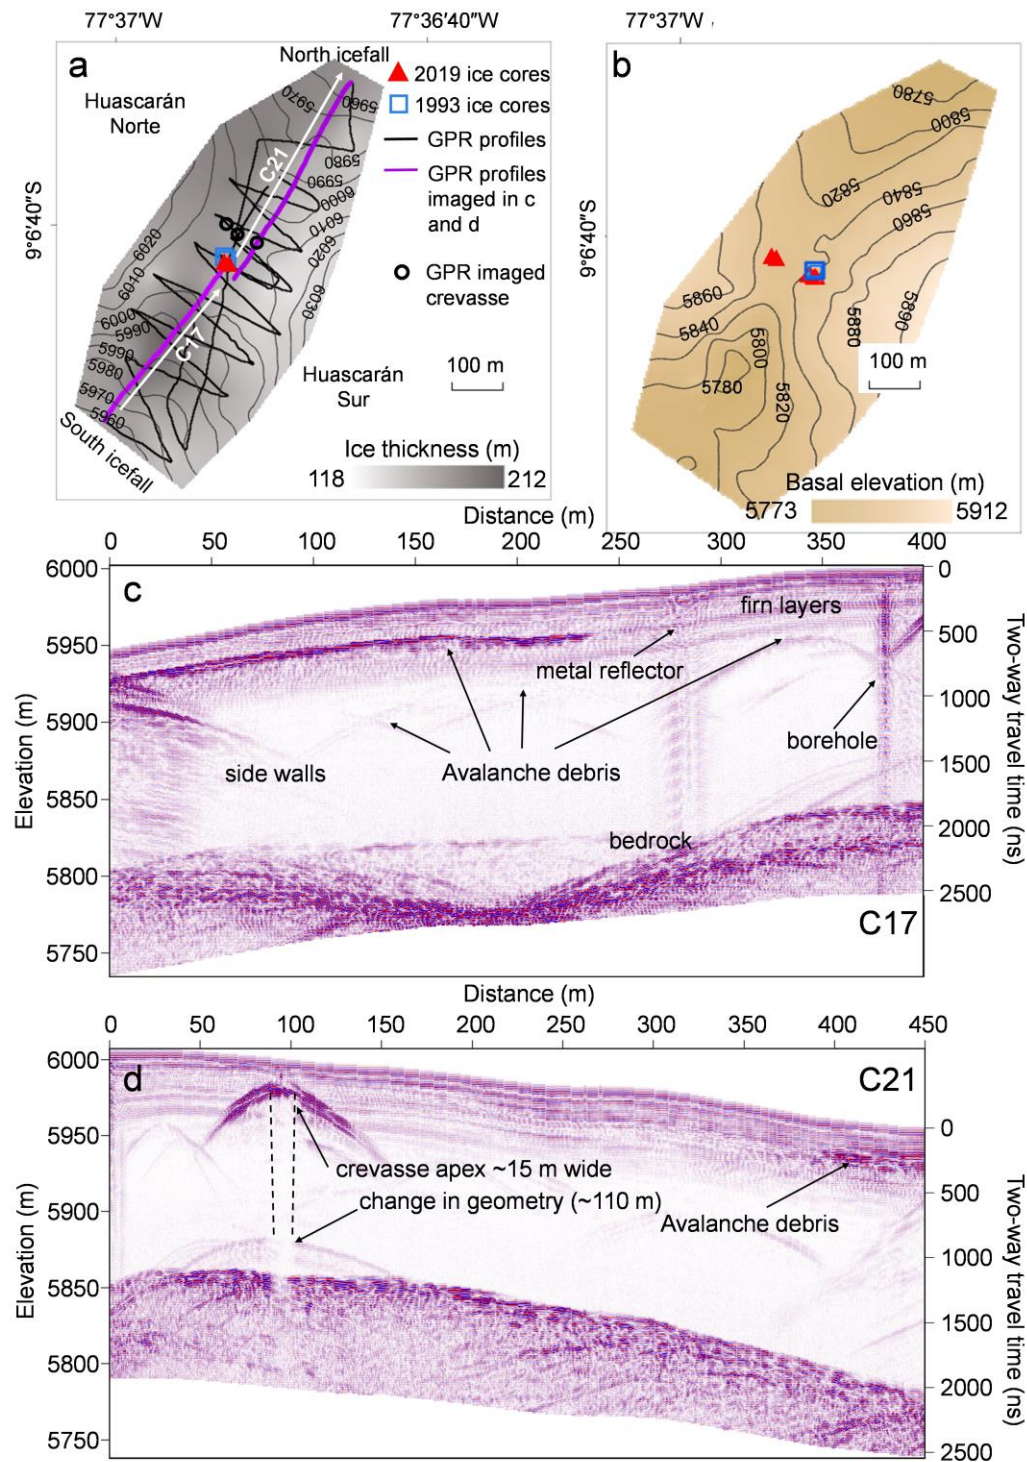 77°37′W
77°36′40″W
77°37′W
a
North icefall
Huascarán
Norte
2019 ice cores
1993 ice cores
GPR profiles
GPR profiles
imaged in c
and d
GPR imaged
crevasse
100 m
Huascarán
Sur
South icefall
C21
C17
9°6′40″S
5970
5960
5980
5990
6000
6010
6020
6030
6020
6010
6000
5990
5990
5980
5970
5960
Ice thickness (m)
118
212
b
9°6′40″S
5780
5800
5820
5840
5860
5860
5840
5800
5780
5820
5880
5890
100 m
Basal elevation (m)
5773
5912
Distance (m)
0
50
100
150
200
250
300
350
400
c
6000
5950
5900
5850
5800
5750
Elevation (m)
0
500
1000
1500
2000
2500
Two-way travel time (ns)
firn layers
metal reflector
borehole
side walls
Avalanche debris
bedrock
C17
Distance (m)
0
50
100
150
200
250
300
350
400
450
d
C21
6000
5950
5900
5850
5800
5750
Elevation (m)
0
500
1000
1500
2000
2500
Two-way travel time (ns)
crevasse apex ~15 m wide
change in geometry (~110 m)
Avalanche debris